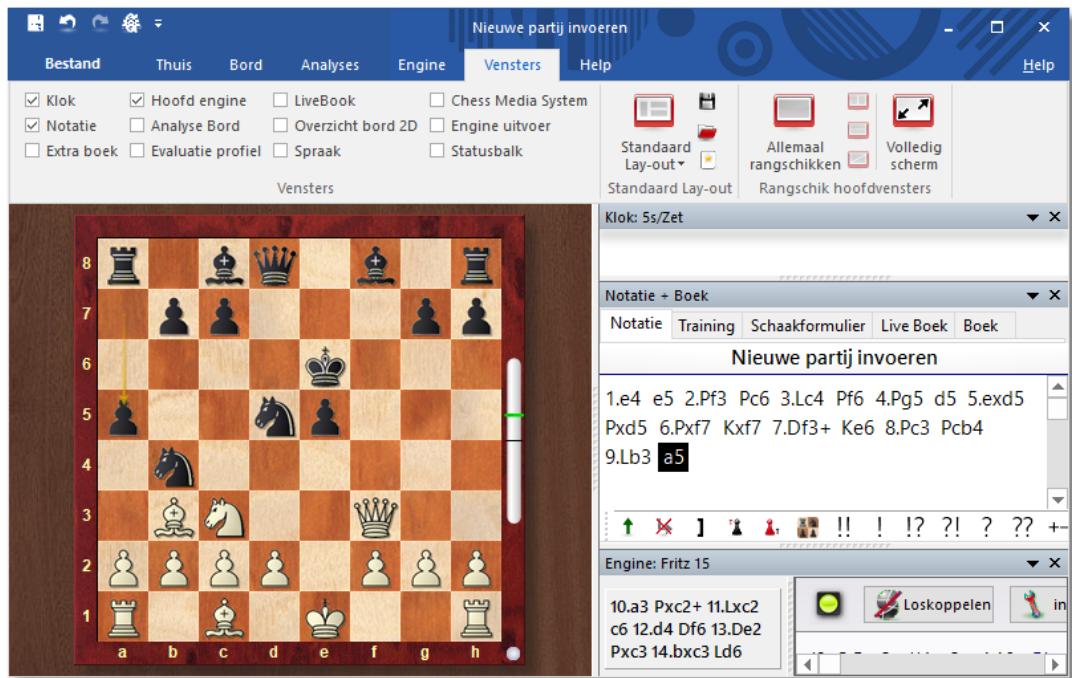 Nieuwe partij invoeren
Bestand Thuis Bord Analyses Engine Vensters Help Help
Klok Hoofd engine LiveBook Chess Media System
Notatie Analyse Bord Overzicht bord 2D Engine uitvoer
Extra boek Evaluatie profiel Spraak Statusbalk
Vensters
Standaard
Lay-out
Standaard Lay-out
Allemaal
rangschikken
Volledig
scherm
Rangschik hoofdvensters
8
7
6
5
4
3
2
1
a b c d e f g h
Klok: 5s/Zet
Notatie + Boek
Notatie Training Schaakformulier Live Boek Boek
Nieuwe partij invoeren
1.e4 e5 2.Pf3 Pc6 3.Lc4 Pf6 4.Pg5 d5 5.exd5
Pxd5 6.Pxf7 Kxf7 7.Df3+ Ke6 8.Pc3 Pcb4
9.Lb3 a5
] !! ! !? ?! ? ?? +-
Engine: Fritz 15
10.a3 Pxc2+ 11.Lxc2
c6 12.d4 Df6 13.De2
Pxc3 14.bxc3 Ld6
Loskoppelen in